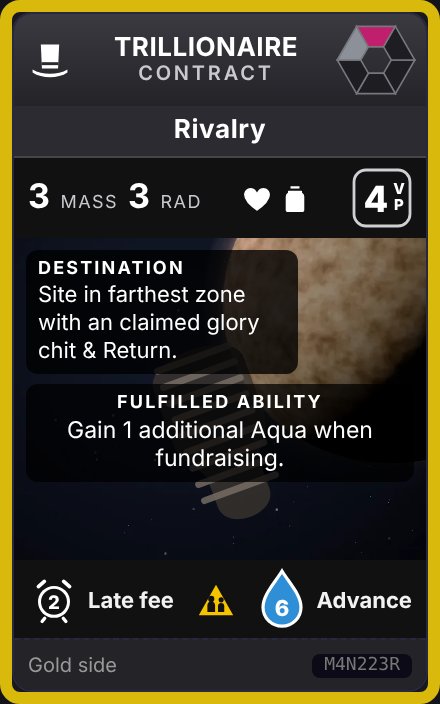 TRILLIONAIRE
CONTRACT
Rivalry
3 MASS 3 RAD
4 VP
DESTINATION
Site in farthest zone
with an claimed glory
chit & Return.
FULFILLED ABILITY
Gain 1 additional Aqua when
fundraising.
2 Late fee 6 Advance
Gold side M4N223R